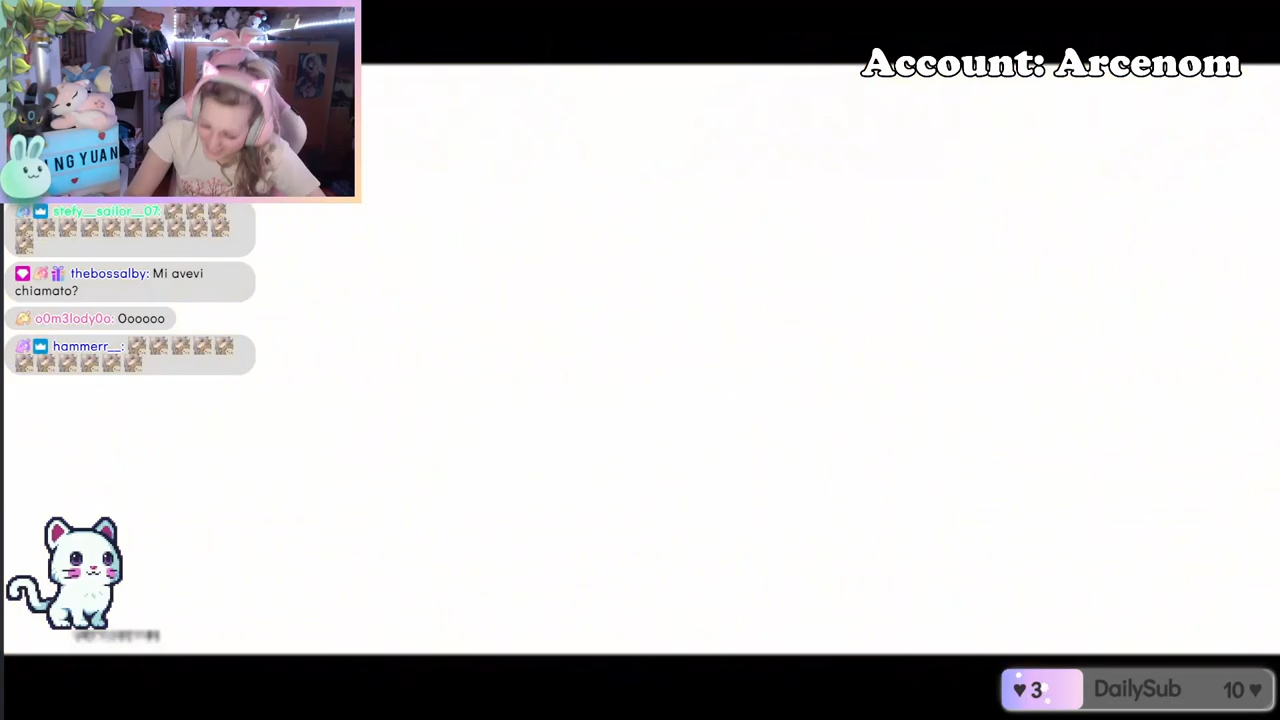 Account: Arcenom
NG YUAN
stefy__sailor__07:
thebossalby: Mi avevi
chiamato?
o0m3lody0o: Oooooo
hammerr__:
♥ 3 DailySub 10 ♥